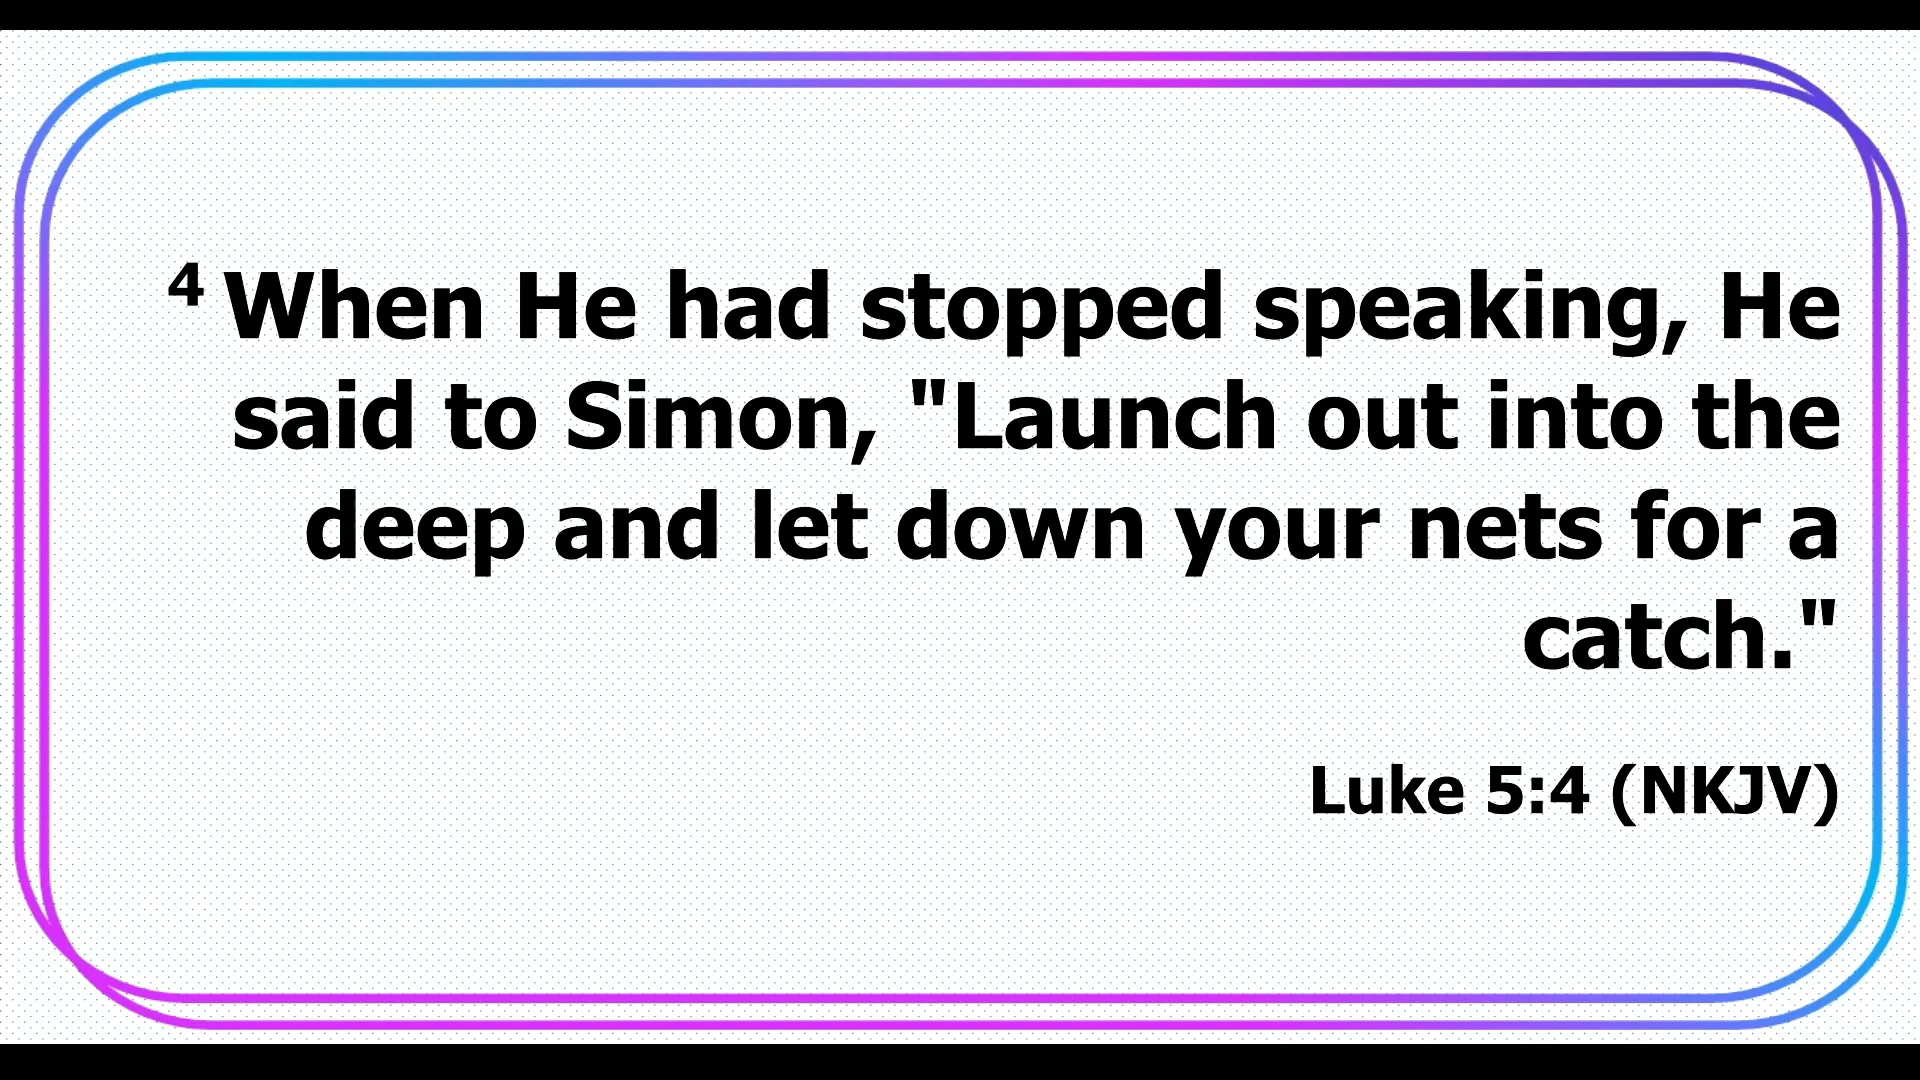 4 When He had stopped speaking, He
said to Simon, "Launch out into the
deep and let down your nets for a
catch."
Luke 5:4 (NKJV)